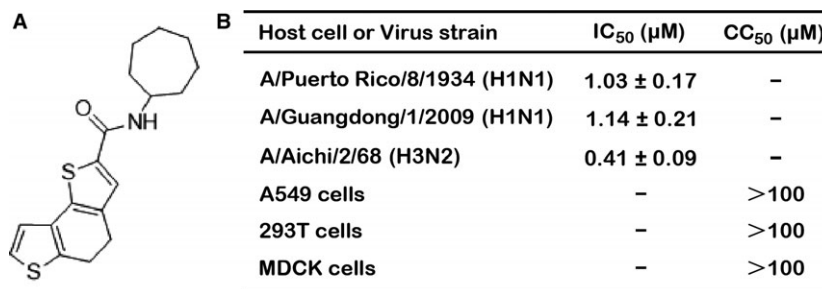 A
B
Host cell or Virus strain IC50 (μM) CC50 (μM)
A/Puerto Rico/8/1934 (H1N1) 1.03 ± 0.17 –
A/Guangdong/1/2009 (H1N1) 1.14 ± 0.21 –
A/Aichi/2/68 (H3N2) 0.41 ± 0.09 –
A549 cells – >100
293T cells – >100
MDCK cells – >100
O
NH
S
S